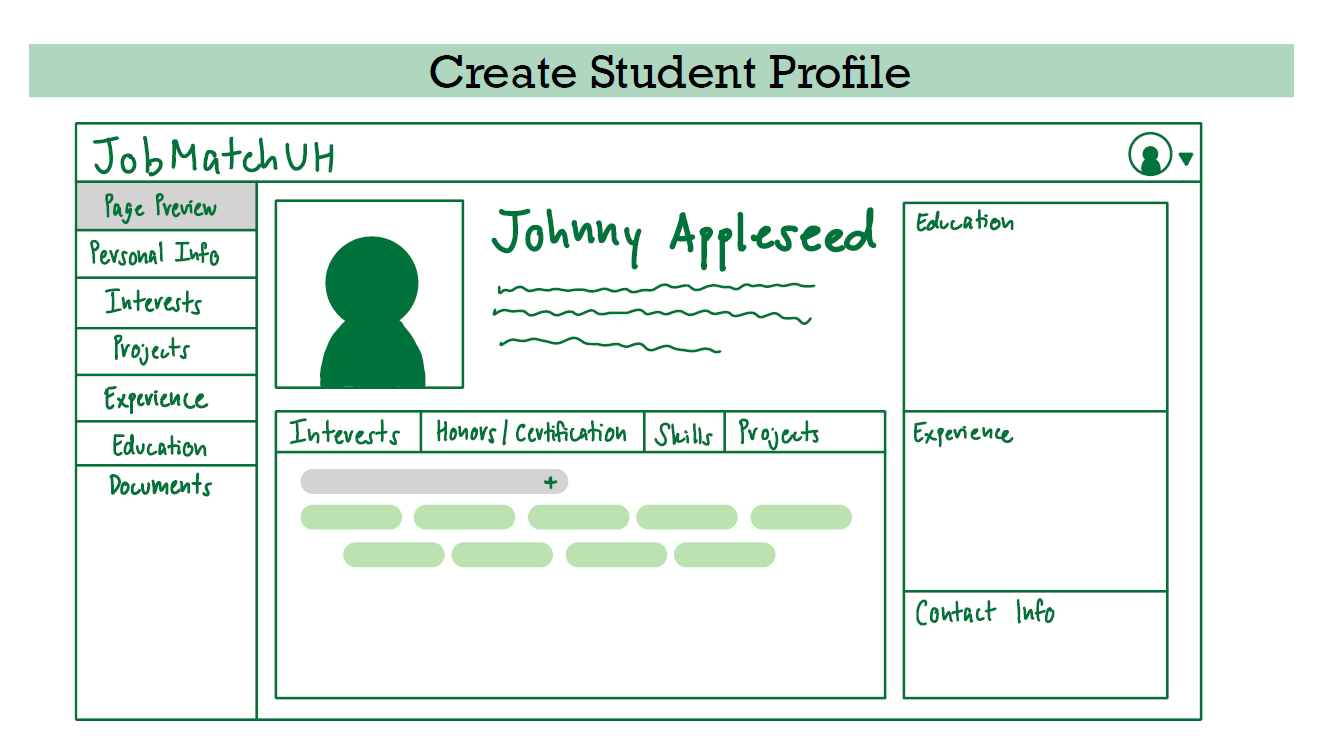 Create Student Profile
JobMatchUH
Page Preview
Personal Info
Interests
Projects
Experience
Education
Documents
Johnny Appleseed
Interests
Honors/Certification
Skills
Projects
+
Education
Experience
Contact Info